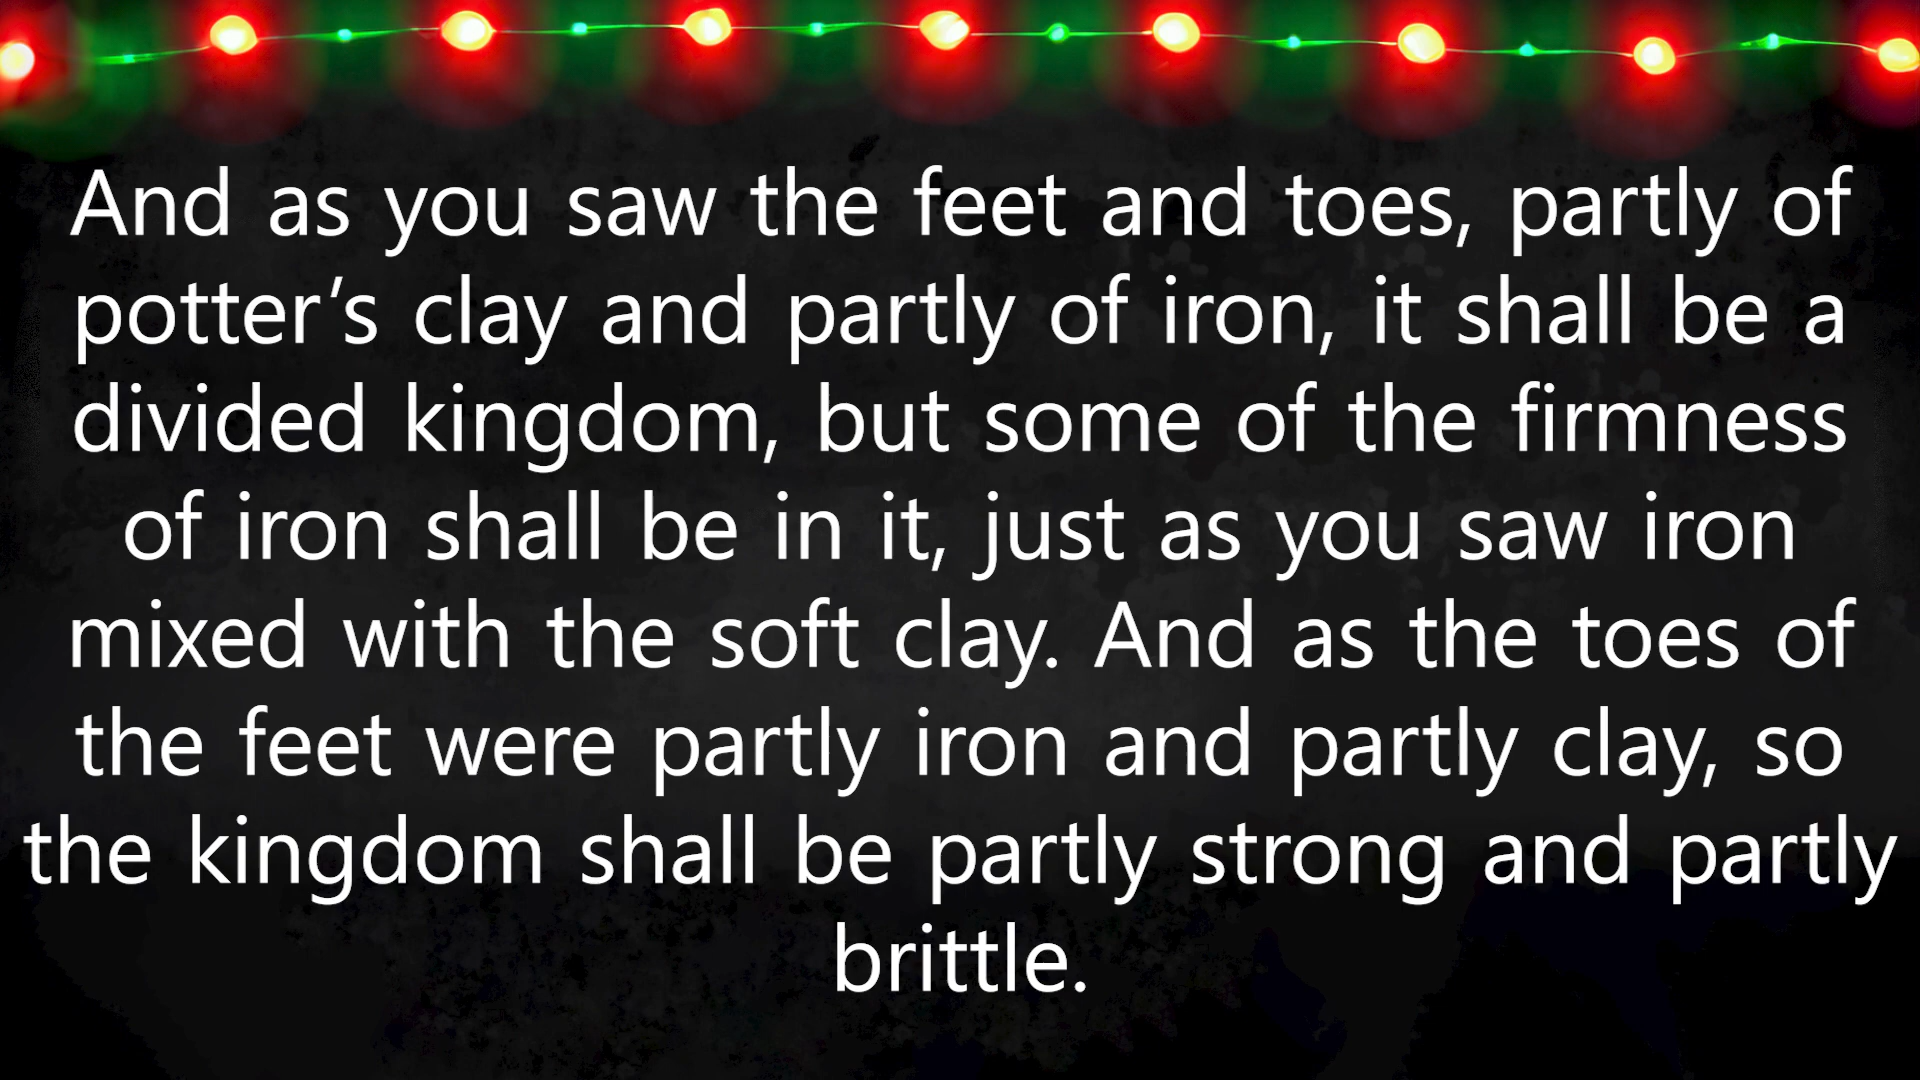 And as you saw the feet and toes, partly of
potter’s clay and partly of iron, it shall be a
divided kingdom, but some of the firmness
of iron shall be in it, just as you saw iron
mixed with the soft clay. And as the toes of
the feet were partly iron and partly clay, so
the kingdom shall be partly strong and partly
brittle.